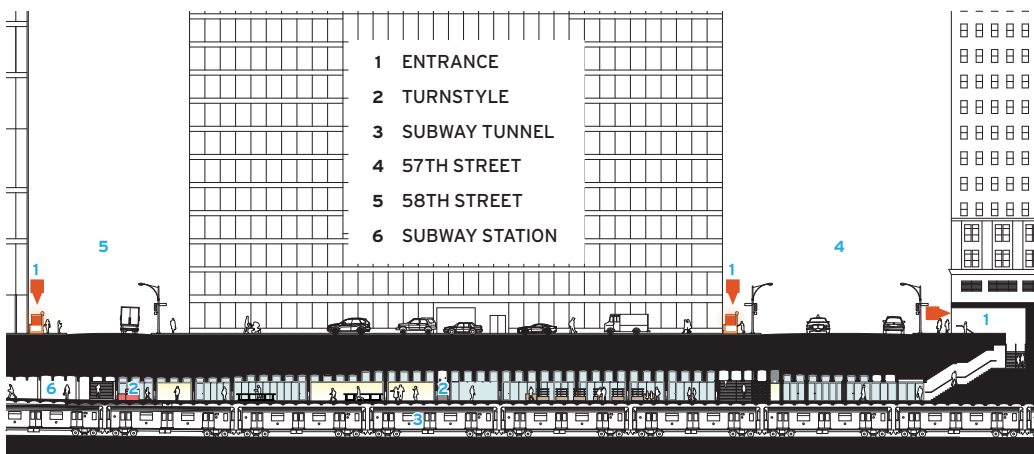 1 ENTRANCE
2 TURNSTYLE
3 SUBWAY TUNNEL
4 57TH STREET
5 58TH STREET
6 SUBWAY STATION
5
4
1
1
1
6
2
2
3